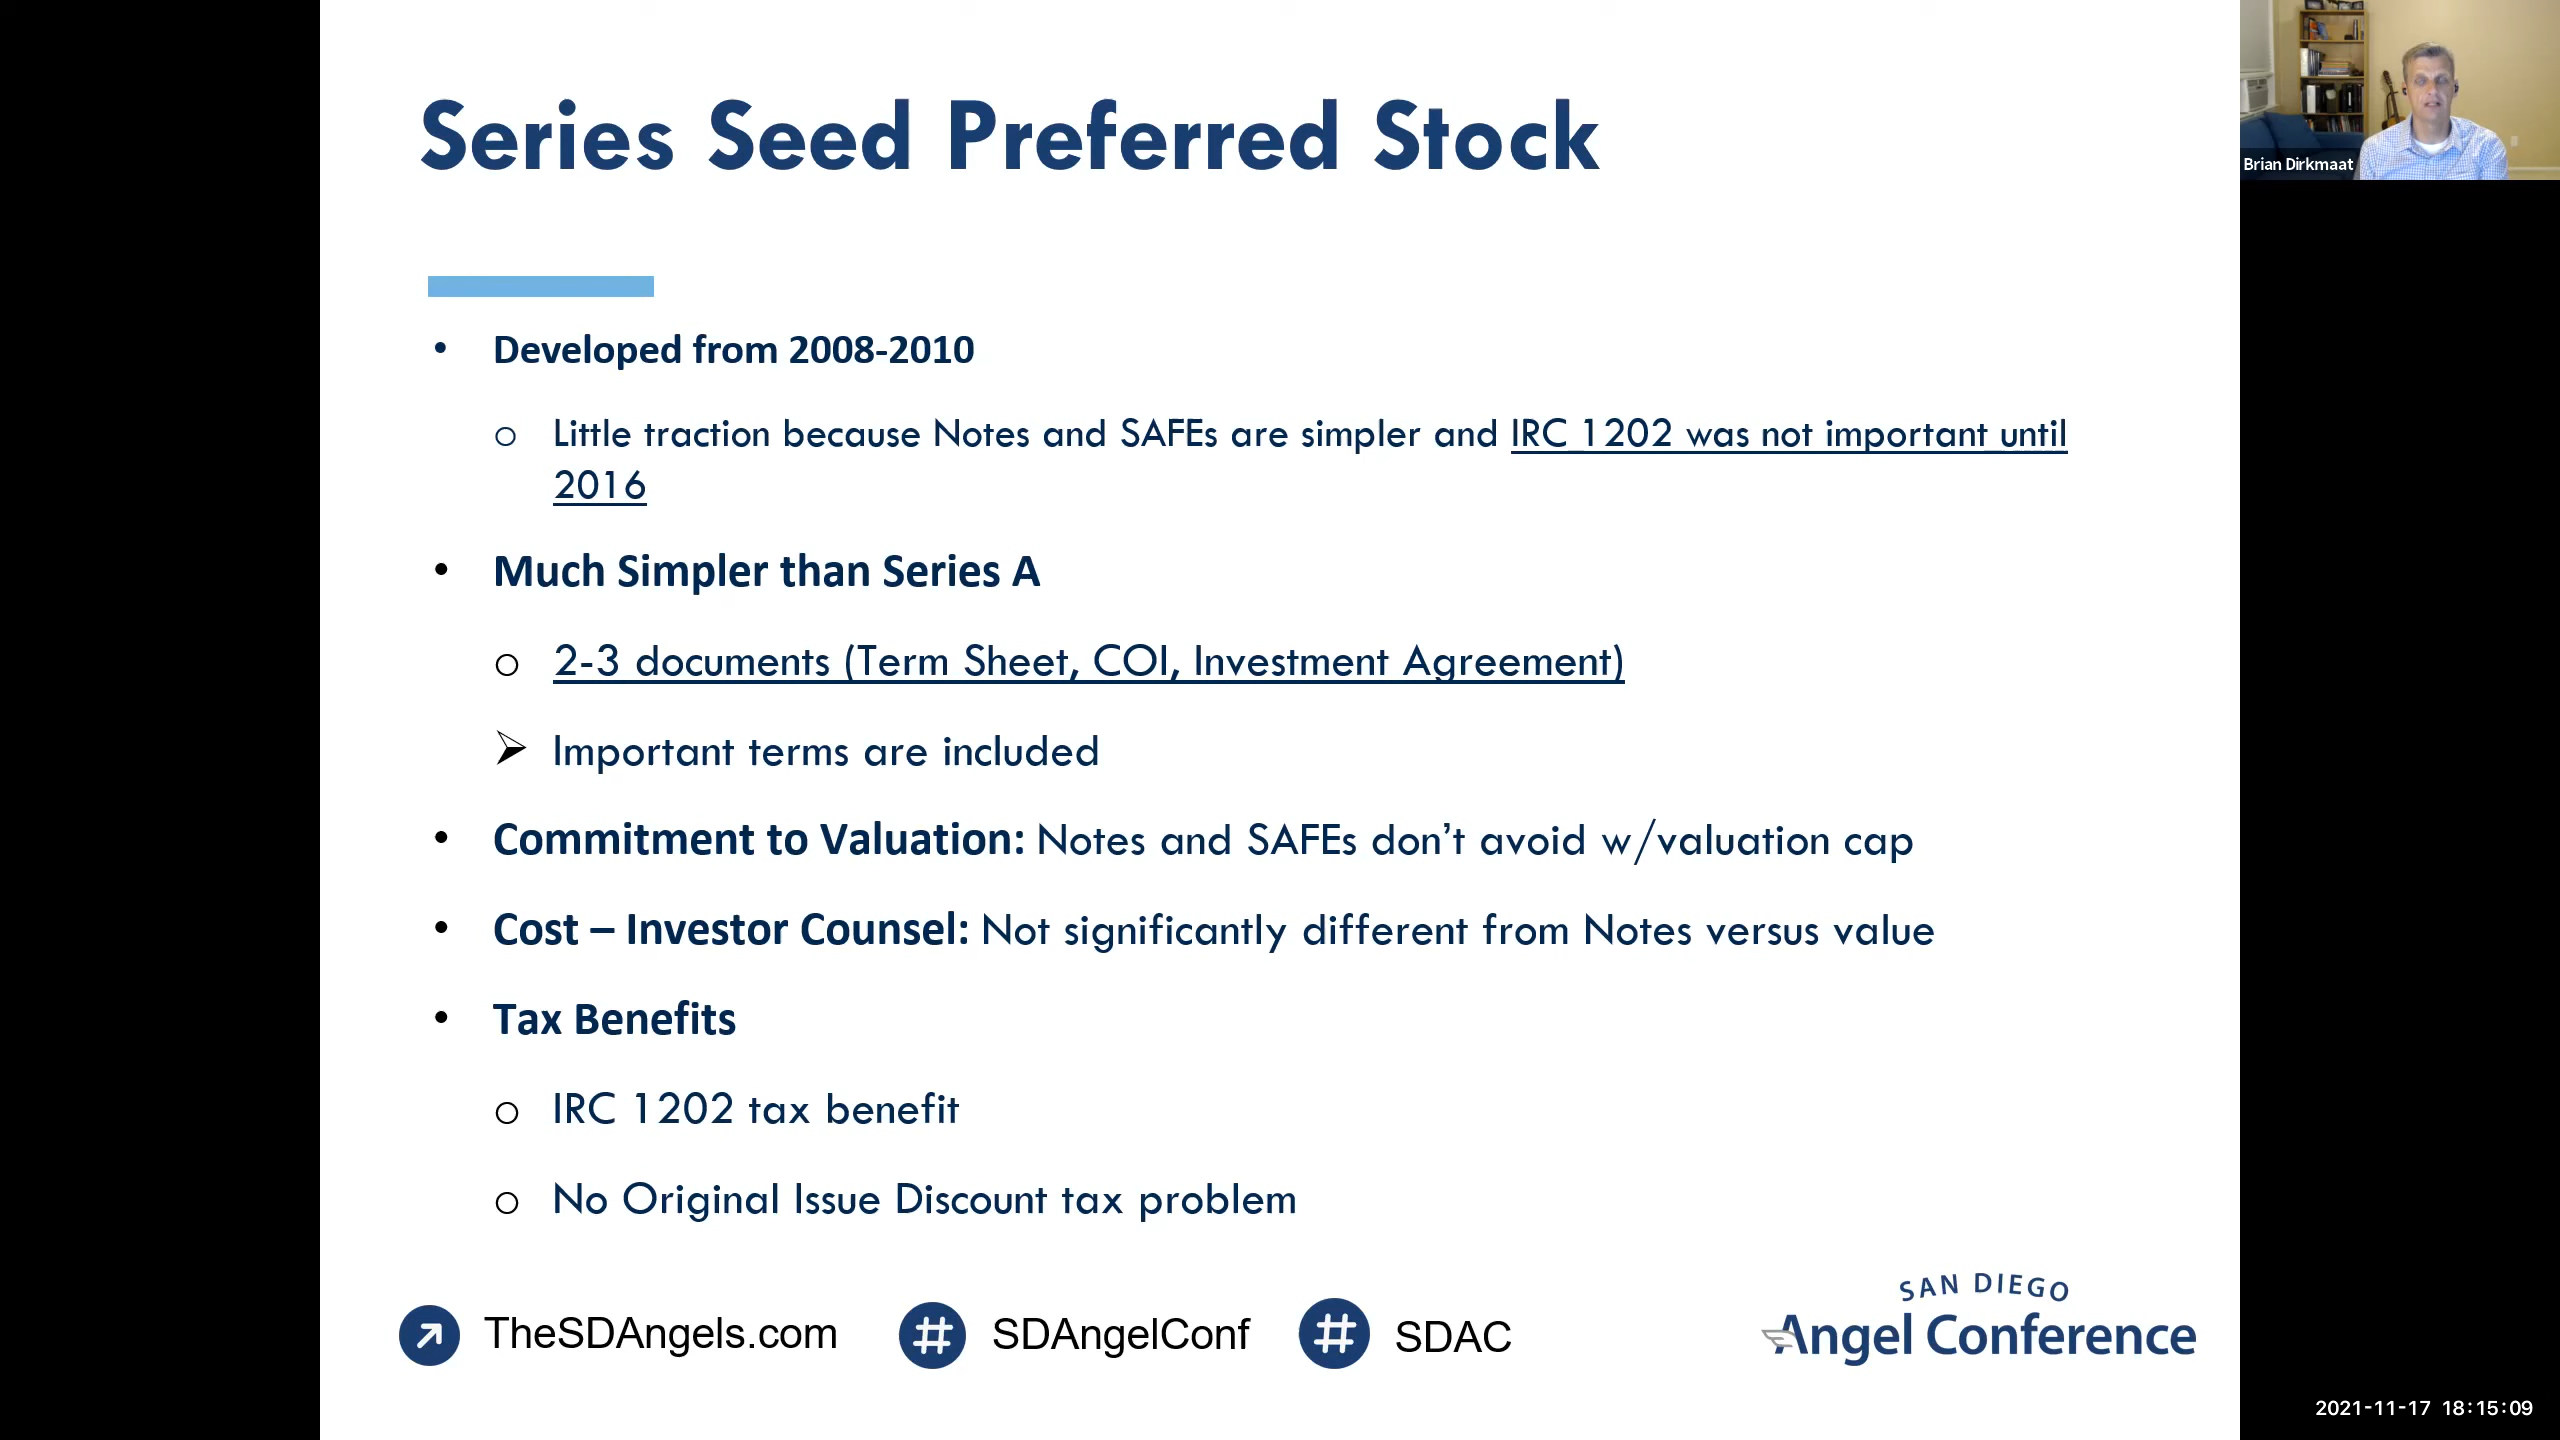 Series Seed Preferred Stock
Brian Dirkmaat
• Developed from 2008-2010
o Little traction because Notes and SAFEs are simpler and IRC 1202 was not important until
2016
• Much Simpler than Series A
o 2-3 documents (Term Sheet, COI, Investment Agreement)
➢ Important terms are included
• Commitment to Valuation: Notes and SAFEs don’t avoid w/valuation cap
• Cost – Investor Counsel: Not significantly different from Notes versus value
• Tax Benefits
o IRC 1202 tax benefit
o No Original Issue Discount tax problem
TheSDAngels.com
# SDAngelConf
# SDAC
SAN DIEGO
Angel Conference
2021-11-17 18:15:09